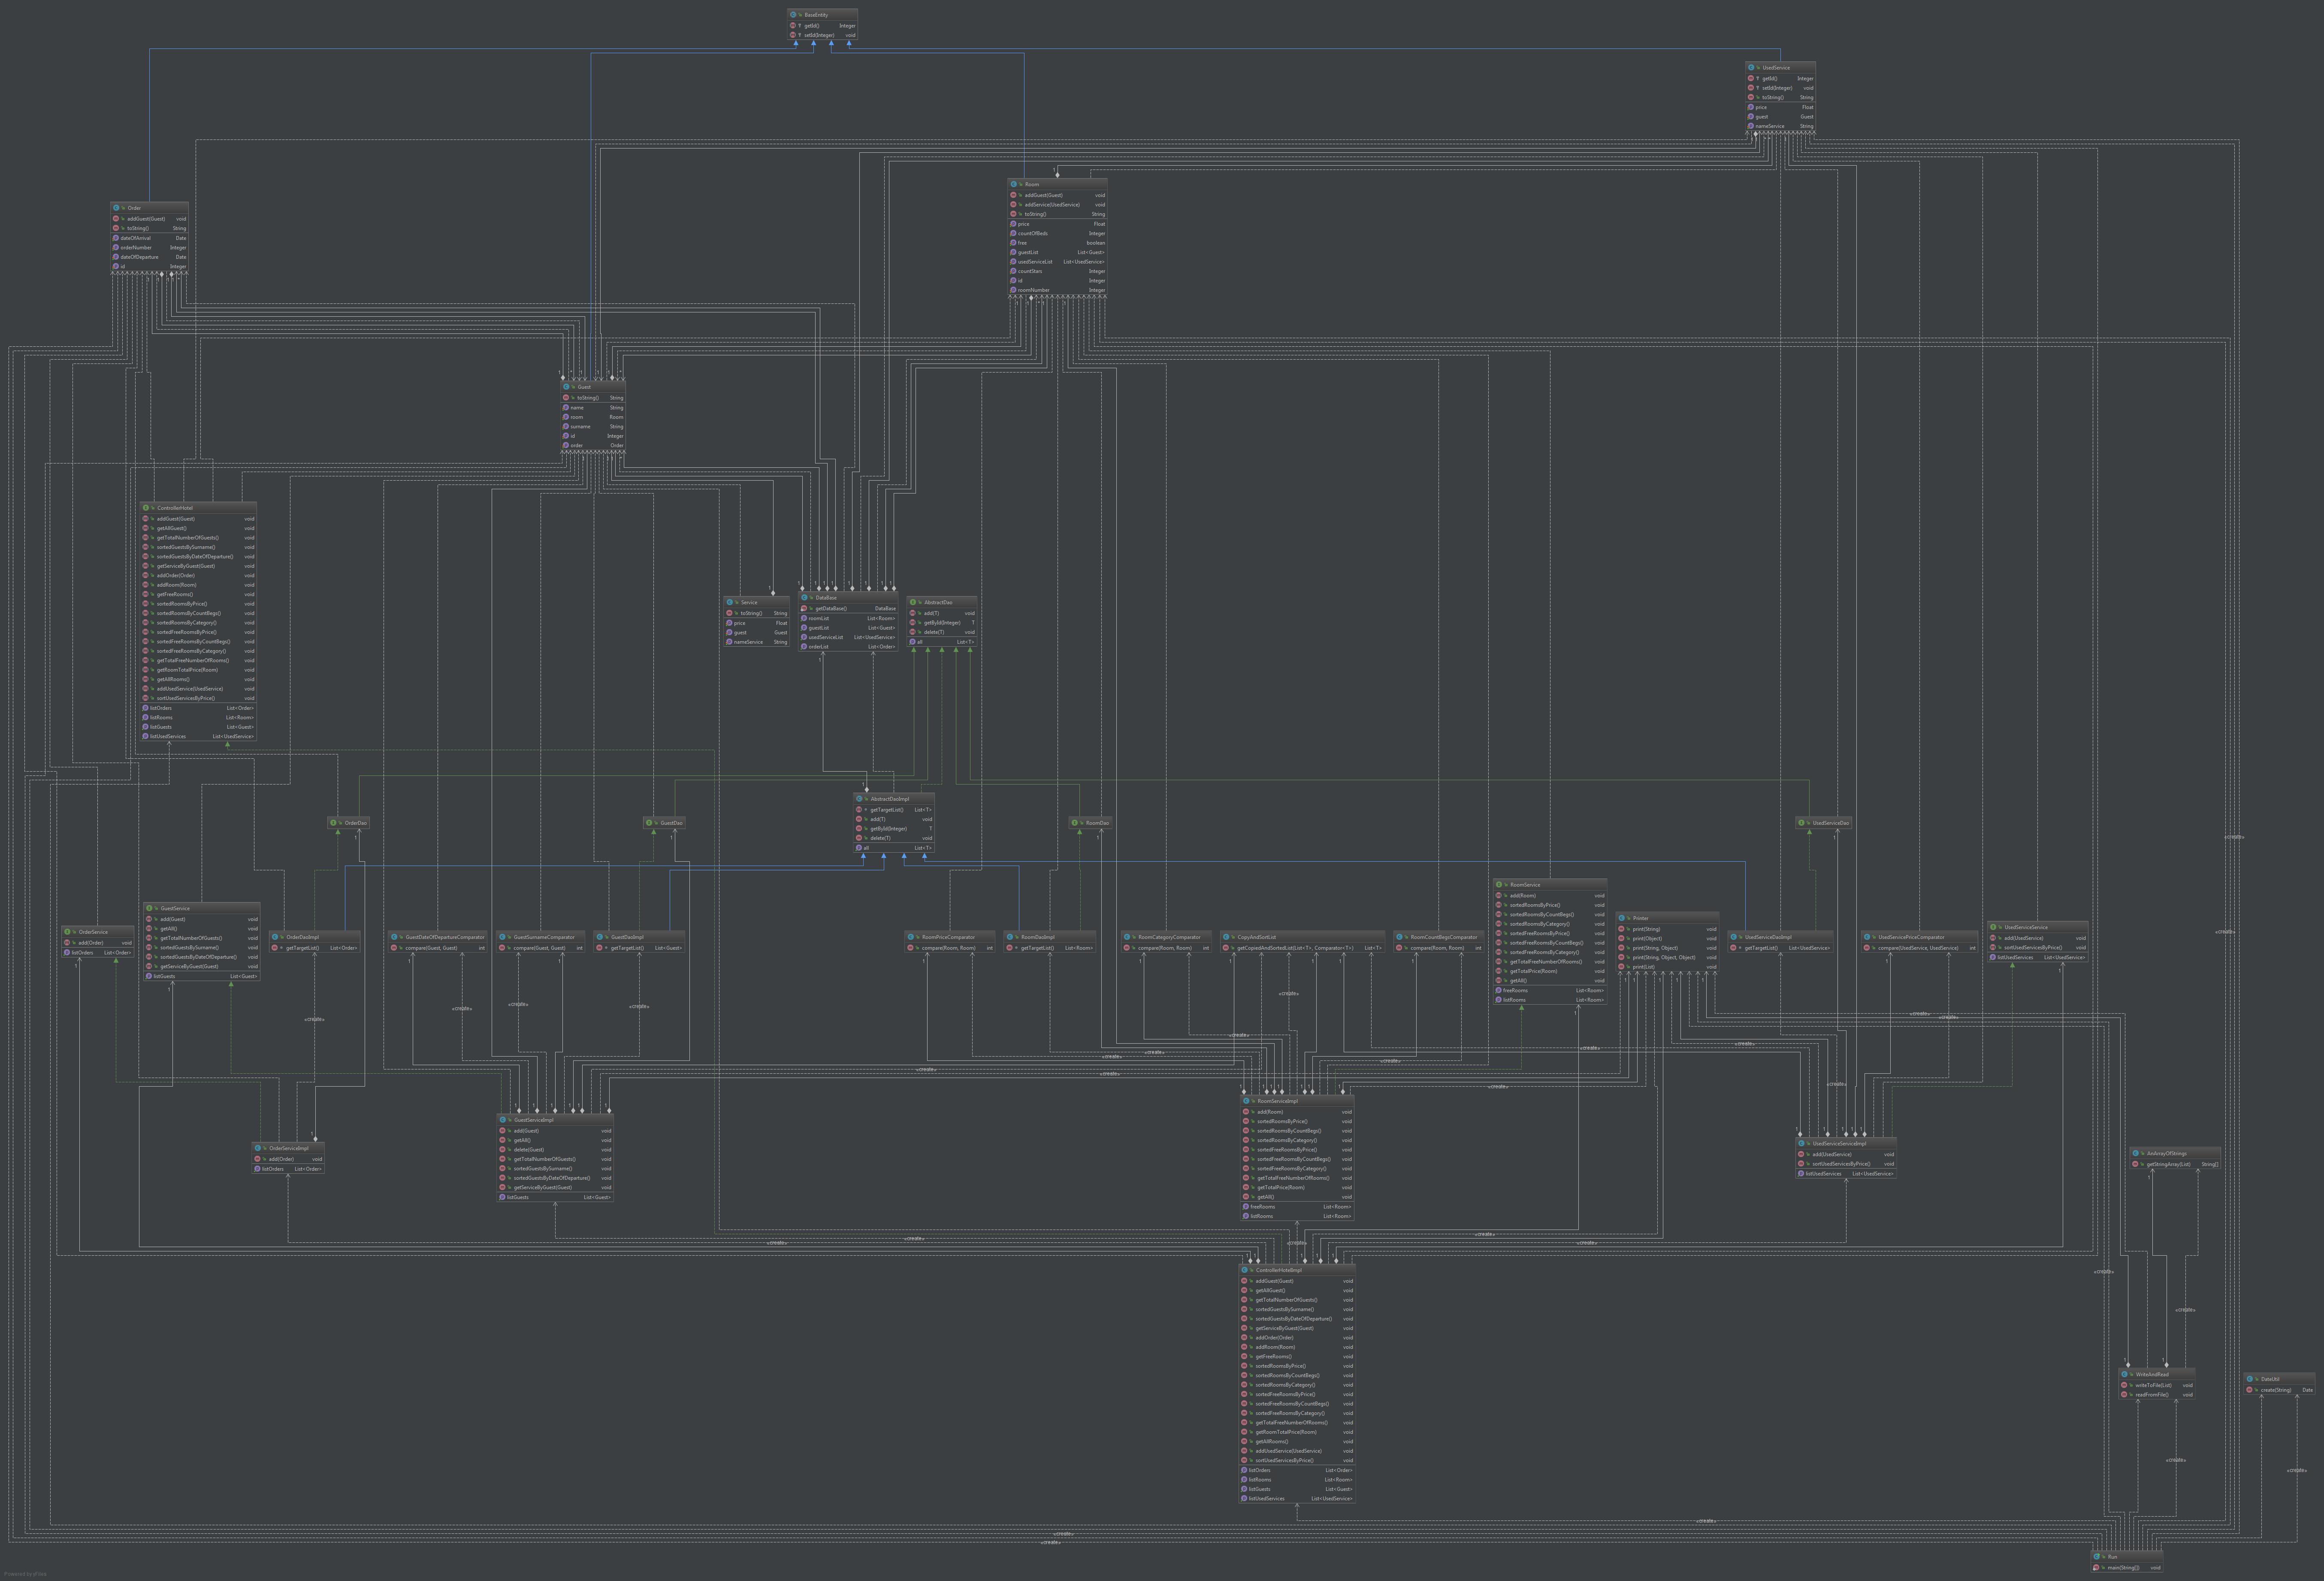 BaseEntity
getId() Integer
setId(Integer) void
UsedService
getId() Integer
setId(Integer) void
toString() String
price Float
guest Guest
nameService String
Room
addGuest(Guest) void
addService(UsedService) void
toString() String
price Float
countOfBeds Integer
free boolean
guestList List<Guest>
usedServiceList List<UsedService>
countStars Integer
id Integer
roomNumber Integer
Order
addGuest(Guest) void
toString() String
dateOfArrival Date
orderNumber Integer
dateOfDeparture Date
id Integer
Guest
toString() String
name String
room Room
surname String
id Integer
order Order
ControllerHotel
addGuest(Guest) void
getAllGuest() void
getTotalNumberOfGuests() void
sortedGuestsBySurname() void
sortedGuestsByDateOfDeparture() void
getServiceByGuest(Guest) void
addOrder(Order) void
addRoom(Room) void
getFreeRooms() void
sortedRoomsByPrice() void
sortedRoomsByCountBegs() void
sortedRoomsByCategory() void
sortedFreeRoomsByPrice() void
sortedFreeRoomsByCountBegs() void
sortedFreeRoomsByCategory() void
getTotalFreeNumberOfRooms() void
getRoomTotalPrice(Room) void
getAllRooms() void
addUsedService(UsedService) void
sortUsedServicesByPrice() void
listOrders List<Order>
listRooms List<Room>
listGuests List<Guest>
listUsedServices List<UsedService>
Service
toString() String
price Float
guest Guest
nameService String
DataBase
getDataBase() DataBase
roomList List<Room>
guestList List<Guest>
usedServiceList List<UsedService>
orderList List<Order>
AbstractDao
add(T) void
getById(Integer) T
delete(T) void
all List<T>
AbstractDaoImpl
getTargetList() List<T>
add(T) void
getById(Integer) T
delete(T) void
all List<T>
OrderDao
GuestDao
RoomDao
UsedServiceDao
OrderService
add(Order) void
listOrders List<Order>
GuestService
add(Guest) void
getAll() void
getTotalNumberOfGuests() void
sortedGuestsBySurname() void
sortedGuestsByDateOfDeparture() void
getServiceByGuest(Guest) void
listGuests List<Guest>
OrderDaoImpl
getTargetList() List<Order>
GuestDateOfDepartureComparator
compare(Guest, Guest) int
GuestSurnameComparator
compare(Guest, Guest) int
GuestDaoImpl
getTargetList() List<Guest>
RoomPriceComparator
compare(Room, Room) int
RoomDaoImpl
getTargetList() List<Room>
RoomCategoryComparator
compare(Room, Room) int
CopyAndSortList
getCopiedAndSortedList(List<T>, Comparator<T>) List<T>
RoomCountBegsComparator
compare(Room, Room) int
RoomService
add(Room) void
sortedRoomsByPrice() void
sortedRoomsByCountBegs() void
sortedRoomsByCategory() void
sortedFreeRoomsByPrice() void
sortedFreeRoomsByCountBegs() void
sortedFreeRoomsByCategory() void
getTotalFreeNumberOfRooms() void
getTotalPrice(Room) void
getAll() void
freeRooms List<Room>
listRooms List<Room>
Printer
print(String) void
print(Object) void
print(String, Object) void
print(String, Object, Object) void
print(List) void
UsedServiceDaoImpl
getTargetList() List<UsedService>
UsedServicePriceComparator
compare(UsedService, UsedService) int
UsedServiceService
add(UsedService) void
sortUsedServicesByPrice() void
listUsedServices List<UsedService>
OrderServiceImpl
add(Order) void
listOrders List<Order>
GuestServiceImpl
add(Guest) void
getAll() void
delete(Guest) void
getTotalNumberOfGuests() void
sortedGuestsBySurname() void
sortedGuestsByDateOfDeparture() void
getServiceByGuest(Guest) void
listGuests List<Guest>
RoomServiceImpl
add(Room) void
sortedRoomsByPrice() void
sortedRoomsByCountBegs() void
sortedRoomsByCategory() void
sortedFreeRoomsByPrice() void
sortedFreeRoomsByCountBegs() void
sortedFreeRoomsByCategory() void
getTotalFreeNumberOfRooms() void
getTotalPrice(Room) void
getAll() void
freeRooms List<Room>
listRooms List<Room>
UsedServiceServiceImpl
add(UsedService) void
sortUsedServicesByPrice() void
listUsedServices List<UsedService>
AnArrayOfStrings
getStringArray(List) String[]
ControllerHotelImpl
addGuest(Guest) void
getAllGuest() void
getTotalNumberOfGuests() void
sortedGuestsBySurname() void
sortedGuestsByDateOfDeparture() void
getServiceByGuest(Guest) void
addOrder(Order) void
addRoom(Room) void
getFreeRooms() void
sortedRoomsByPrice() void
sortedRoomsByCountBegs() void
sortedRoomsByCategory() void
sortedFreeRoomsByPrice() void
sortedFreeRoomsByCountBegs() void
sortedFreeRoomsByCategory() void
getTotalFreeNumberOfRooms() void
getRoomTotalPrice(Room) void
getAllRooms() void
addUsedService(UsedService) void
sortUsedServicesByPrice() void
listOrders List<Order>
listRooms List<Room>
listGuests List<Guest>
listUsedServices List<UsedService>
WriteAndRead
writeToFile(List) void
readFromFile() void
DateUtil
create(String) Date
Run
main(String[]) void
«create»
«create»
«create»
«create»
«create»
«create»
Powered by yFiles